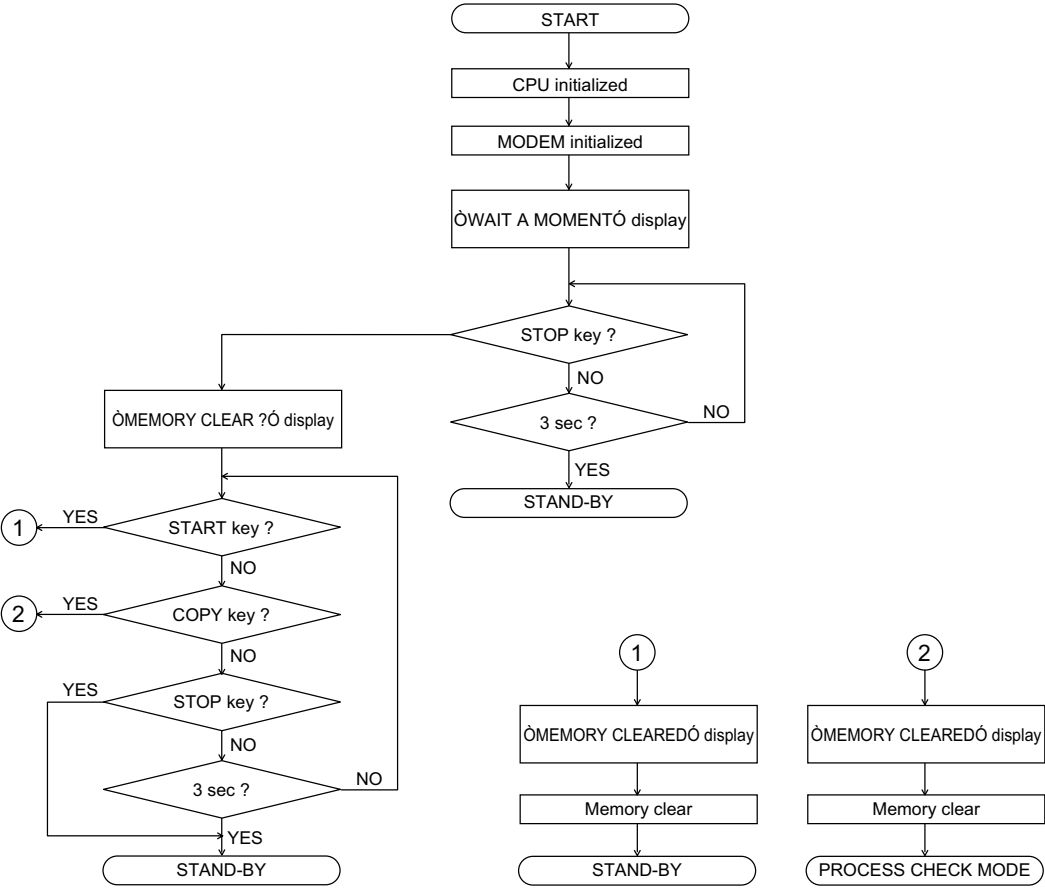 START
CPU initialized
MODEM initialized
ÒWAIT A MOMENTÓ display
STOP key ?
NO
3 sec ?
NO
YES
STAND-BY
ÒMEMORY CLEAR ?Ó display
START key ?
YES
1
NO
COPY key ?
YES
2
NO
STOP key ?
YES
NO
3 sec ?
NO
YES
STAND-BY
1
ÒMEMORY CLEAREDÓ display
Memory clear
STAND-BY
2
ÒMEMORY CLEAREDÓ display
Memory clear
PROCESS CHECK MODE